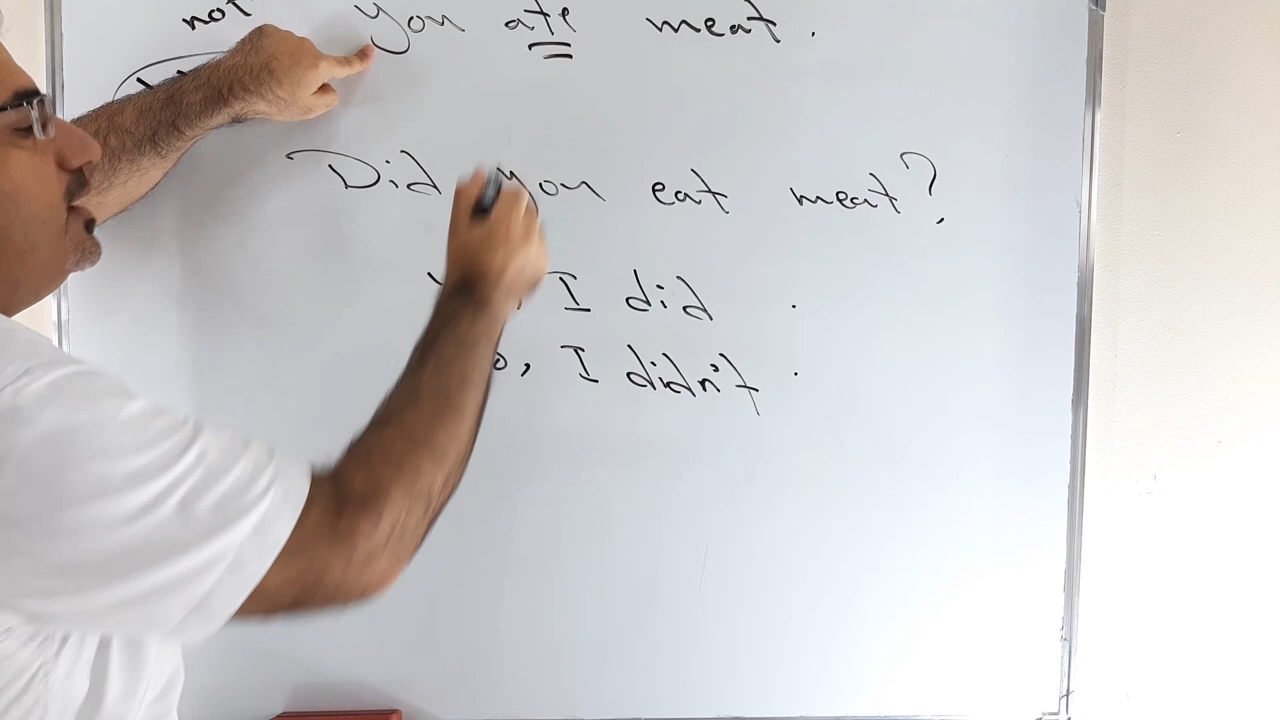 not you ate meat.
Did you eat meat?
I did .
, I didn't .